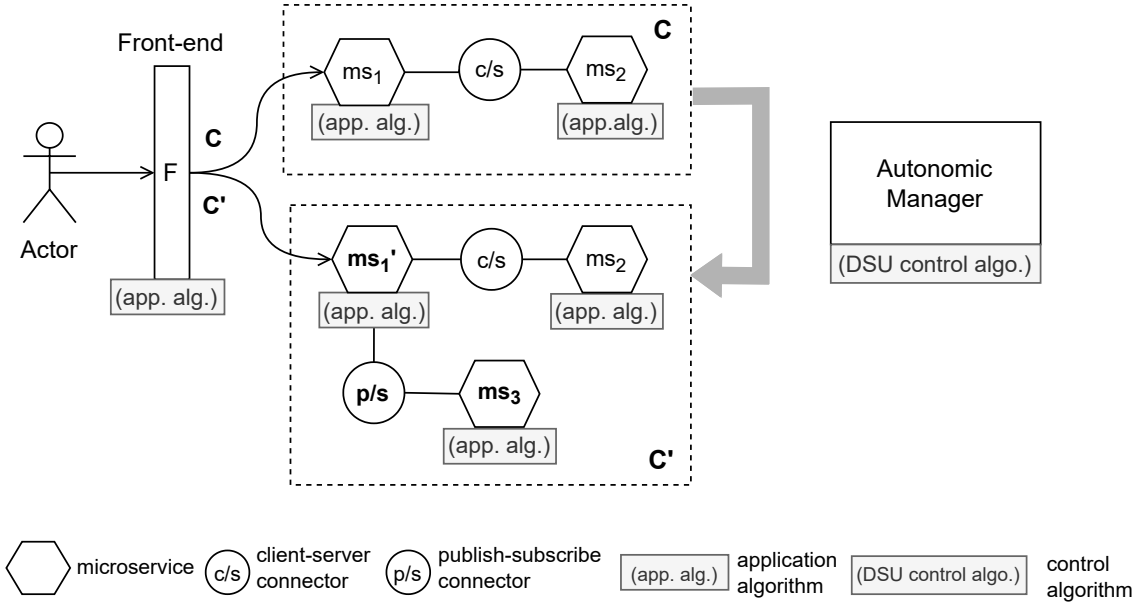 Front-end
F
Actor
(app. alg.)
C
C'
C
ms1
c/s
ms2
(app. alg.)
(app.alg.)
ms1'
c/s
ms2
(app. alg.)
(app. alg.)
p/s
ms3
(app. alg.)
C'
Autonomic
Manager
(DSU control algo.)
microservice
c/s
client-server
connector
p/s
publish-subscribe
connector
(app. alg.)
application
algorithm
(DSU control algo.)
control
algorithm